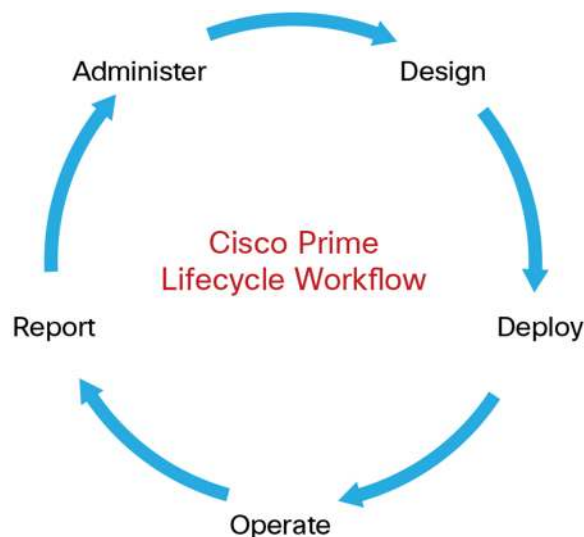 Administer
Design
Cisco Prime
Lifecycle Workflow
Report
Deploy
Operate